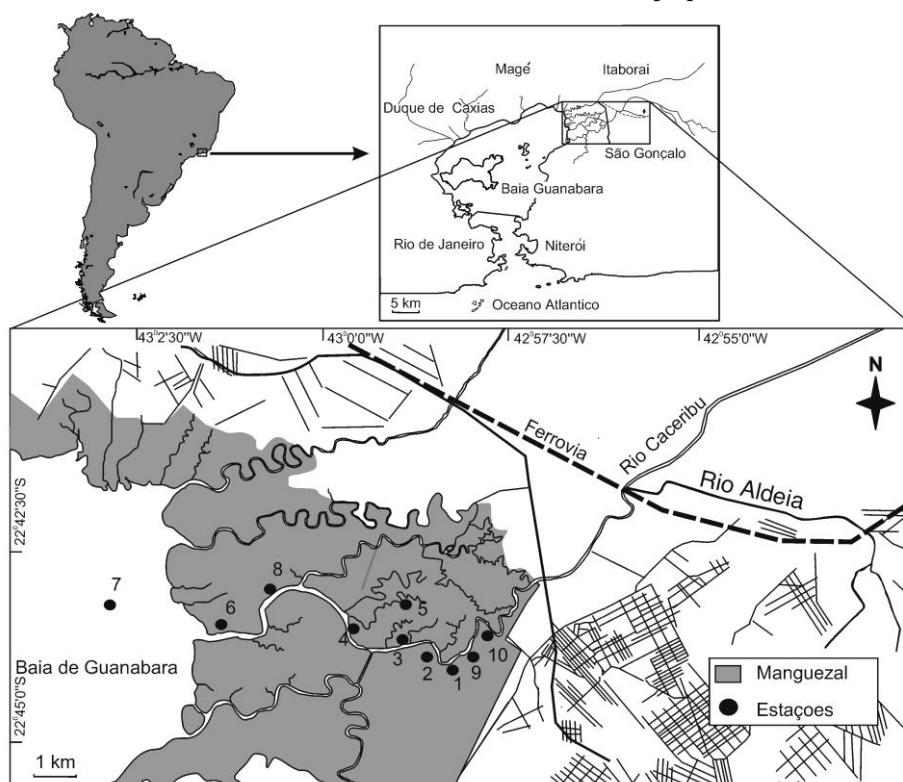 Magé
Itaborai
Duque de Caxias
São Gonçalo
Baia Guanabara
Rio de Janeiro
Niterói
5 km
Oceano Atlantico
43°2'30"W
43°0'0"W
42°57'30"W
42°55'0"W
N
Ferrovia
Rio Caceribu
Rio Aldeia
22°42'30"S
7
8
6
5
4
3
10
2
9
1
Baia de Guanabara
Manguezal
Estaçoes
22°45'0"S
1 km